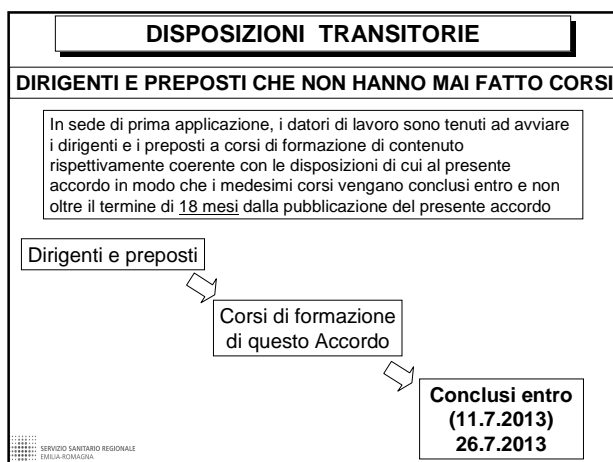 DISPOSIZIONI TRANSITORIE
DIRIGENTI E PREPOSTI CHE NON HANNO MAI FATTO CORSI
In sede di prima applicazione, i datori di lavoro sono tenuti ad avviare
i dirigenti e i preposti a corsi di formazione di contenuto
rispettivamente coerente con le disposizioni di cui al presente
accordo in modo che i medesimi corsi vengano conclusi entro e non
oltre il termine di 18 mesi dalla pubblicazione del presente accordo
Dirigenti e preposti
Corsi di formazione
di questo Accordo
Conclusi entro
(11.7.2013)
26.7.2013
SERVIZIO SANITARIO REGIONALE
EMILIA-ROMAGNA